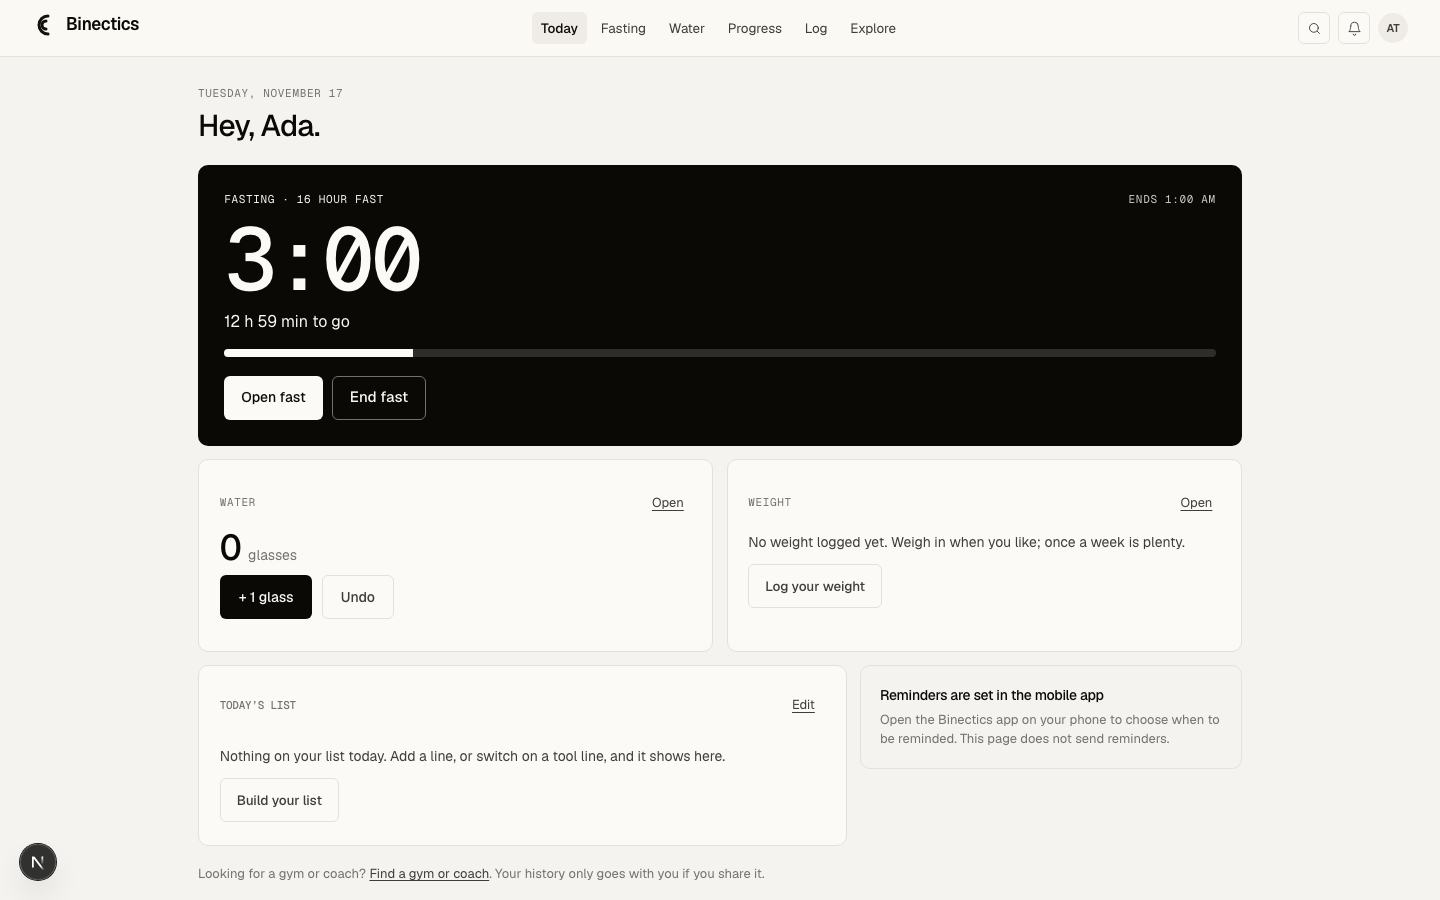 Binectics
Today Fasting Water Progress Log Explore
AT
TUESDAY, NOVEMBER 17
Hey, Ada.
FASTING · 16 HOUR FAST
ENDS 1:00 AM
3:00
12 h 59 min to go
Open fast End fast
WATER Open
0 glasses
+ 1 glass Undo
WEIGHT Open
No weight logged yet. Weigh in when you like; once a week is plenty.
Log your weight
TODAY'S LIST Edit
Nothing on your list today. Add a line, or switch on a tool line, and it shows here.
Build your list
Reminders are set in the mobile app
Open the Binectics app on your phone to choose when to
be reminded. This page does not send reminders.
N
Looking for a gym or coach? Find a gym or coach. Your history only goes with you if you share it.